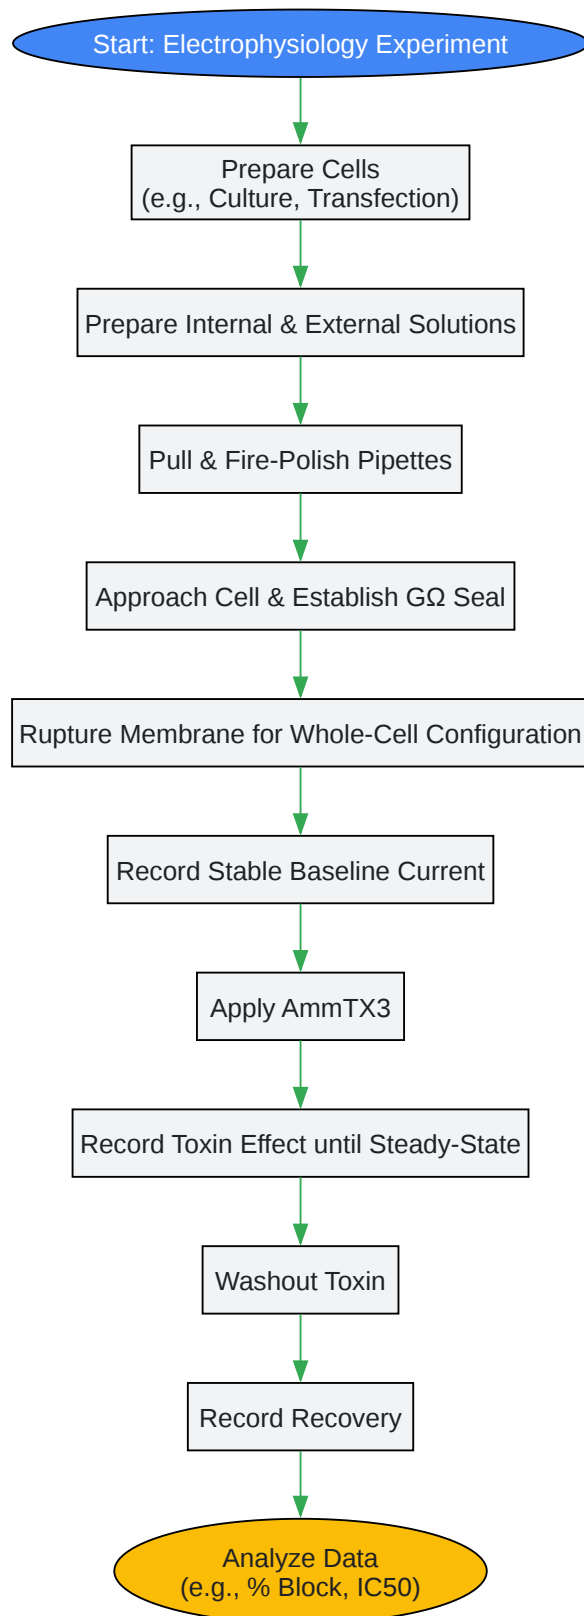 Start: Electrophysiology Experiment
Prepare Cells
(e.g., Culture, Transfection)
Prepare Internal & External Solutions
Pull & Fire-Polish Pipettes
Approach Cell & Establish GΩ Seal
Rupture Membrane for Whole-Cell Configuration
Record Stable Baseline Current
Apply AmmTX3
Record Toxin Effect until Steady-State
Washout Toxin
Record Recovery
Analyze Data
(e.g., % Block, IC50)